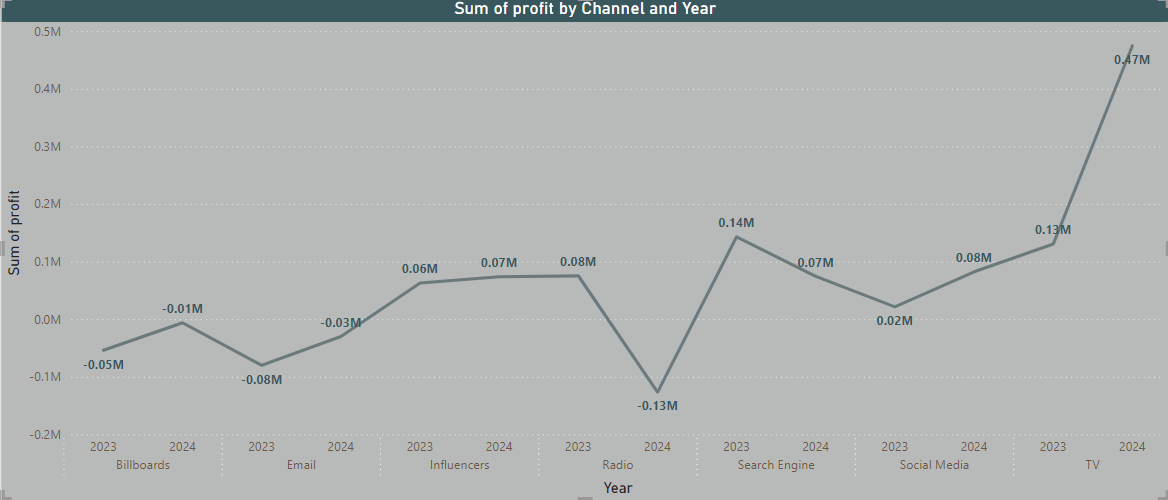 Sum of profit by Channel and Year
Sum of profit
0.5M
0.4M
0.3M
0.2M
0.1M
0.0M
-0.1M
-0.2M
-0.05M
-0.01M
-0.08M
-0.03M
0.06M
0.07M
0.08M
-0.13M
0.14M
0.07M
0.02M
0.08M
0.13M
0.47M
2023 2024 2023 2024 2023 2024 2023 2024 2023 2024 2023 2024 2023 2024
Billboards Email Influencers Radio Search Engine Social Media TV
Year